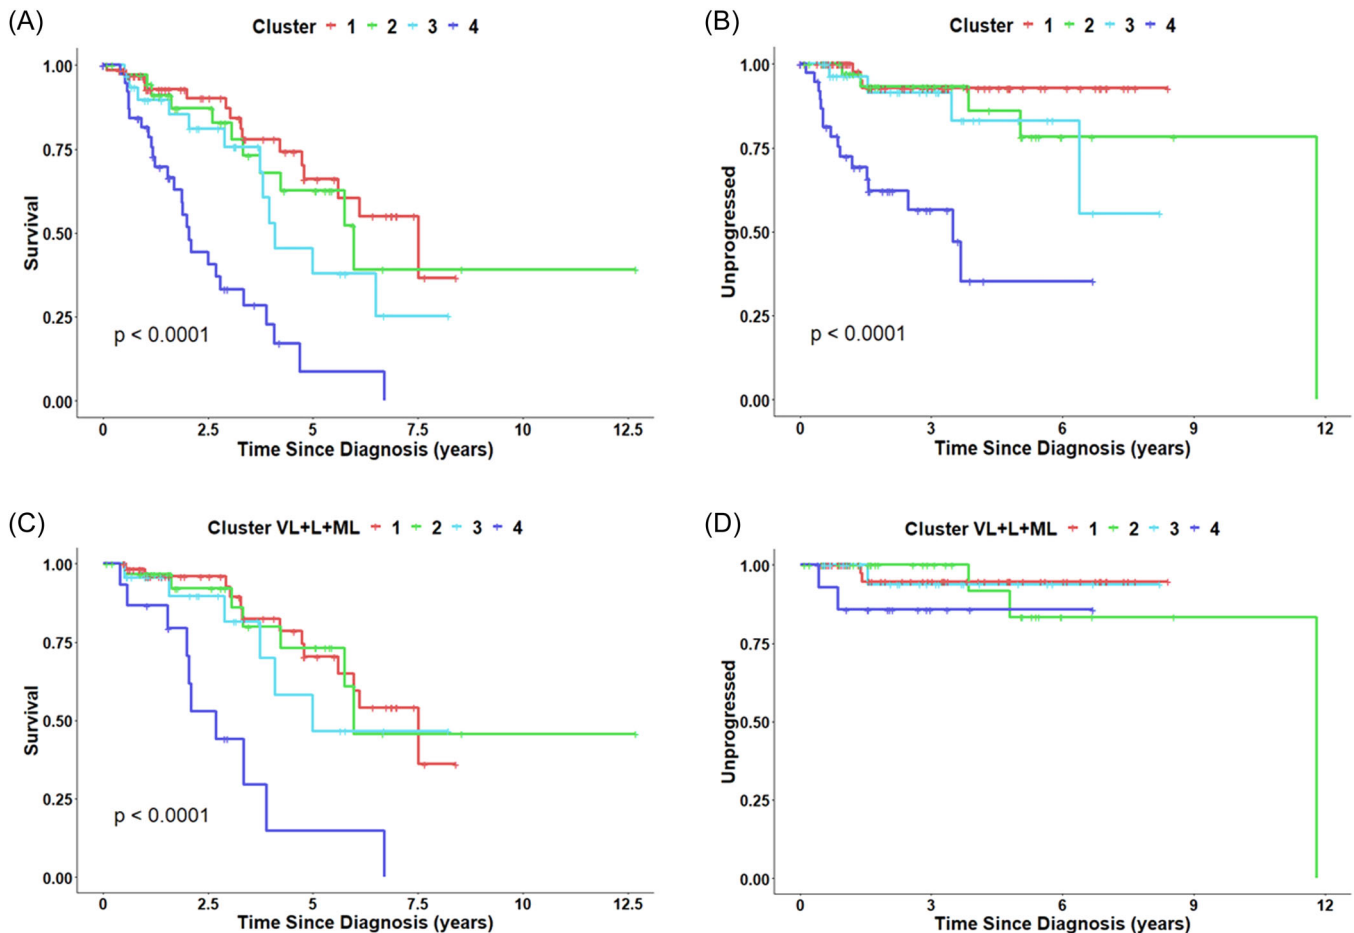 (A)
Cluster 1 2 3 4
Survival
1.00
0.75
0.50
0.25
0.00
p < 0.0001
0 2.5 5 7.5 10 12.5
Time Since Diagnosis (years)
(B)
Cluster 1 2 3 4
Unprogressed
1.00
0.75
0.50
0.25
0.00
p < 0.0001
0 3 6 9 12
Time Since Diagnosis (years)
(C)
Cluster VL+L+ML 1 2 3 4
Survival
1.00
0.75
0.50
0.25
0.00
p < 0.0001
0 2.5 5 7.5 10 12.5
Time Since Diagnosis (years)
(D)
Cluster VL+L+ML 1 2 3 4
Unprogressed
1.00
0.75
0.50
0.25
0.00
0 3 6 9 12
Time Since Diagnosis (years)